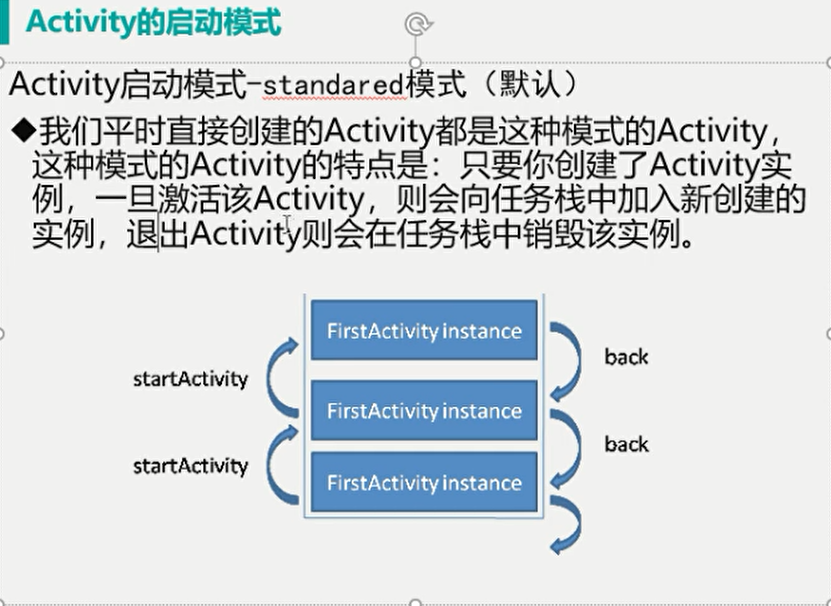 Activity的启动模式
Activity启动模式-standared模式（默认）
◆我们平时直接创建的Activity都是这种模式的Activity，
这种模式的Activity的特点是：只要你创建了Activity实
例，一旦激活该Activity，则会向任务栈中加入新创建的
实例，退出Activity则会在任务栈中销毁该实例。
FirstActivity instance
back
startActivity
FirstActivity instance
back
startActivity
FirstActivity instance